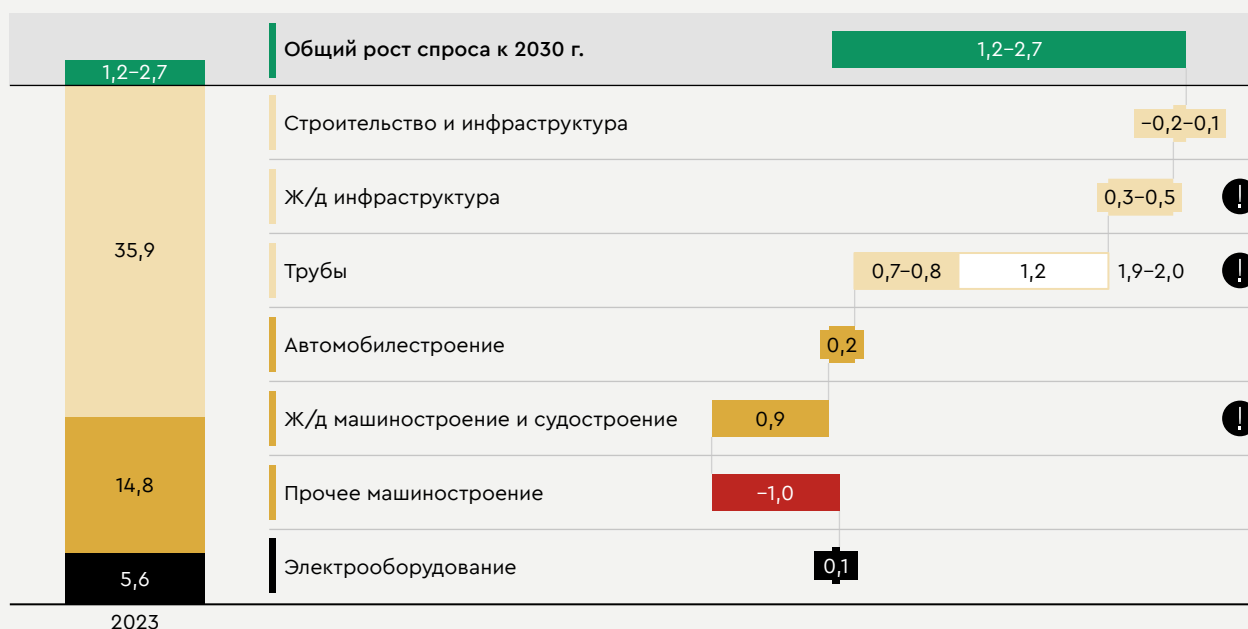 Общий рост спроса к 2030 г.
1,2–2,7
1,2–2,7
Строительство и инфраструктура
–0,2–0,1
Ж/д инфраструктура
0,3–0,5
!
35,9
Трубы
0,7–0,8
1,2
1,9–2,0
!
Автомобилестроение
0,2
Ж/д машиностроение и судостроение
0,9
!
14,8
Прочее машиностроение
–1,0
5,6
Электрооборудование
0,1
2023